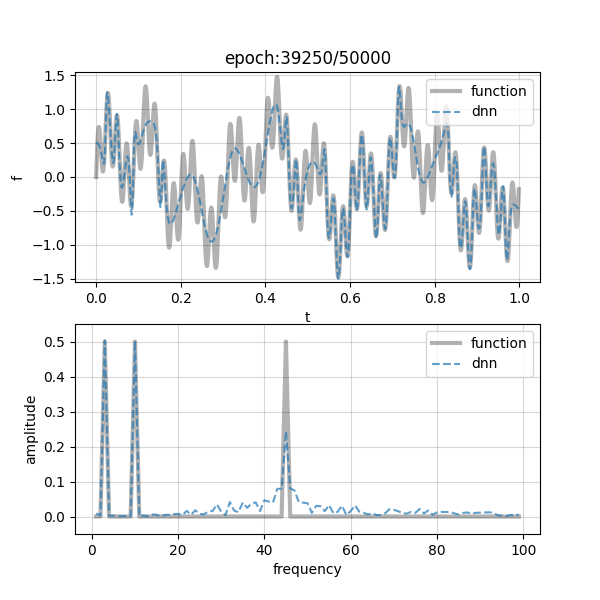 epoch:39250/50000
1.5
1.0
0.5
0.0
−0.5
−1.0
−1.5
f
function
dnn
0.0 0.2 0.4 0.6 0.8 1.0
t
0.5
0.4
0.3
0.2
0.1
0.0
amplitude
function
dnn
0 20 40 60 80 100
frequency